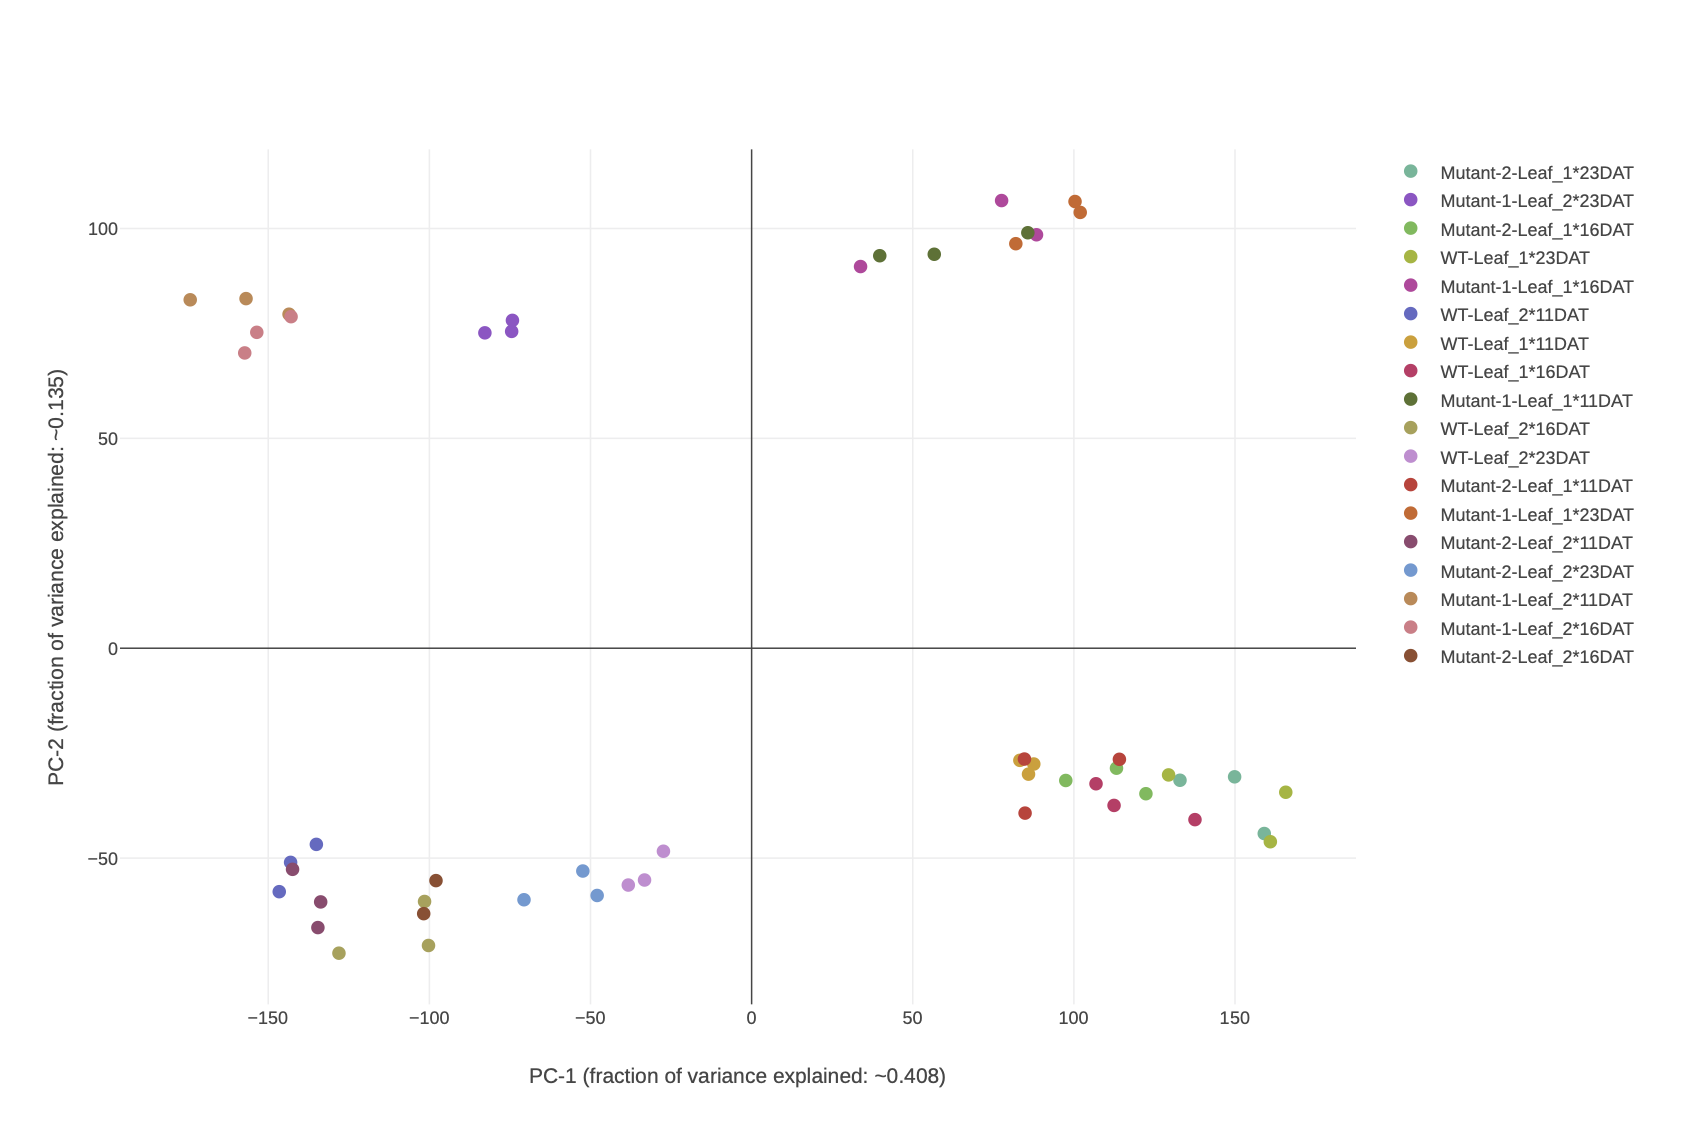 Mutant-2-Leaf_1*23DAT
Mutant-1-Leaf_2*23DAT
Mutant-2-Leaf_1*16DAT
WT-Leaf_1*23DAT
Mutant-1-Leaf_1*16DAT
WT-Leaf_2*11DAT
WT-Leaf_1*11DAT
WT-Leaf_1*16DAT
Mutant-1-Leaf_1*11DAT
WT-Leaf_2*16DAT
WT-Leaf_2*23DAT
Mutant-2-Leaf_1*11DAT
Mutant-1-Leaf_1*23DAT
Mutant-2-Leaf_2*11DAT
Mutant-2-Leaf_2*23DAT
Mutant-1-Leaf_2*11DAT
Mutant-1-Leaf_2*16DAT
Mutant-2-Leaf_2*16DAT
100
50
0
−50
PC-2 (fraction of variance explained: ~0.135)
−150 −100 −50 0 50 100 150
PC-1 (fraction of variance explained: ~0.408)